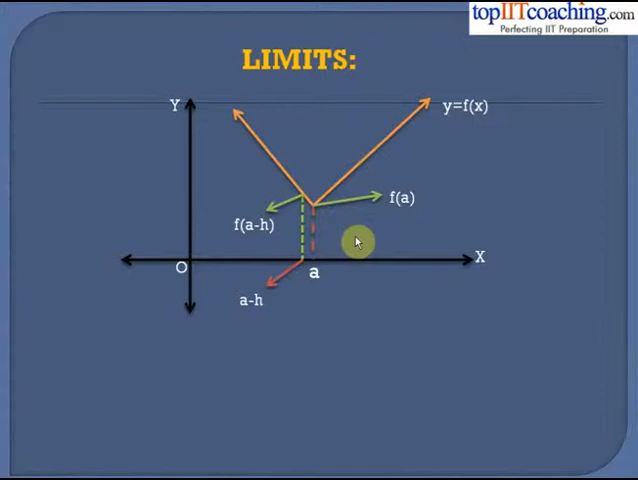 topIITcoaching.com
Perfecting IIT Preparation
LIMITS:
Y
y=f(x)
f(a)
f(a-h)
X
O
a
a-h